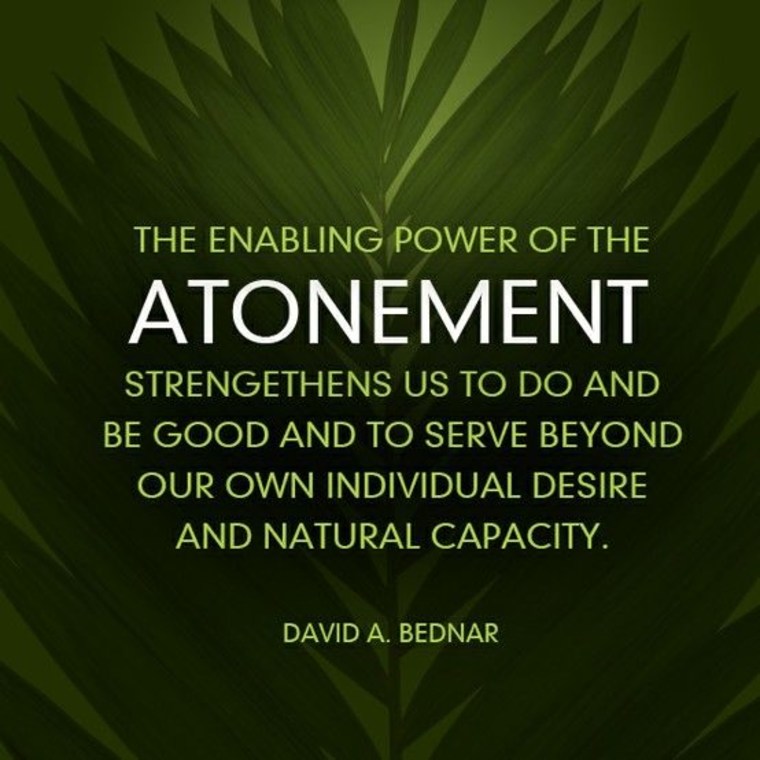 THE ENABLING POWER OF THE
ATONEMENT
STRENGETHENS US TO DO AND
BE GOOD AND TO SERVE BEYOND
OUR OWN INDIVIDUAL DESIRE
AND NATURAL CAPACITY.
DAVID A. BEDNAR